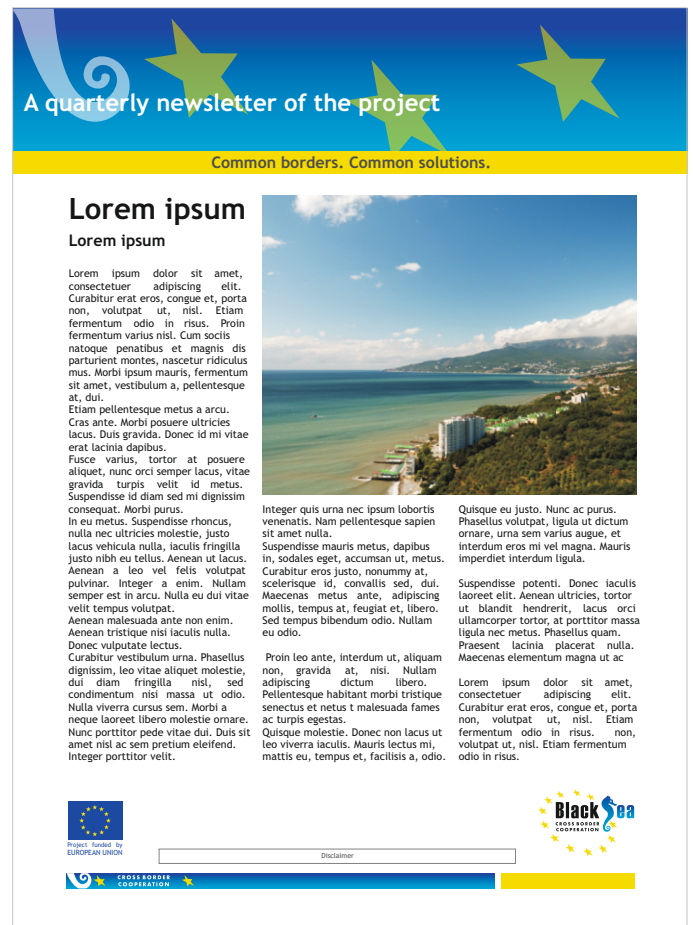 A quarterly newsletter of the project
Common borders. Common solutions.
Lorem ipsum
Lorem ipsum
Lorem ipsum dolor sit amet,
consectetuer adipiscing elit.
Curabitur erat eros, congue et, porta
non, volutpat ut, nisl. Etiam
fermentum odio in risus. Proin
fermentum varius nisl. Cum sociis
natoque penatibus et magnis dis
parturient montes, nascetur ridiculus
mus. Morbi ipsum mauris, fermentum
sit amet, vestibulum a, pellentesque
at, dui.
Etiam pellentesque metus a arcu.
Cras ante. Morbi posuere ultricies
lacus. Duis gravida. Donec id mi vitae
erat lacinia dapibus.
Fusce varius, tortor at posuere
aliquet, nunc orci semper lacus, vitae
gravida turpis velit id metus.
Suspendisse id diam sed mi dignissim
consequat. Morbi purus.
In eu metus. Suspendisse rhoncus,
nulla nec ultricies molestie, justo
lacus vehicula nulla, iaculis fringilla
justo nibh eu tellus. Aenean ut lacus.
Aenean a leo vel felis volutpat
pulvinar. Integer a enim. Nullam
semper est in arcu. Nulla eu dui vitae
velit tempus volutpat.
Aenean malesuada ante non enim.
Aenean tristique nisi iaculis nulla.
Donec vulputate lectus.
Curabitur vestibulum urna. Phasellus
dignissim, leo vitae aliquet molestie,
dui diam fringilla nisl, sed
condimentum nisi massa ut odio.
Nulla viverra cursus sem. Morbi a
neque laoreet libero molestie ornare.
Nunc porttitor pede vitae dui. Duis sit
amet nisl ac sem pretium eleifend.
Integer porttitor velit.
Integer quis urna nec ipsum lobortis
venenatis. Nam pellentesque sapien
sit amet nulla.
Suspendisse mauris metus, dapibus
in, sodales eget, accumsan ut, metus.
Curabitur eros justo, nonummy at,
scelerisque id, convallis sed, dui.
Maecenas metus ante, adipiscing
mollis, tempus at, feugiat et, libero.
Sed tempus bibendum odio. Nullam
eu odio.
Proin leo ante, interdum ut, aliquam
non, gravida at, nisi. Nullam
adipiscing dictum libero.
Pellentesque habitant morbi tristique
senectus et netus t malesuada fames
ac turpis egestas.
Quisque molestie. Donec non lacus ut
leo viverra iaculis. Mauris lectus mi,
mattis eu, tempus et, facilisis a, odio.
Quisque eu justo. Nunc ac purus.
Phasellus volutpat, ligula ut dictum
ornare, urna sem varius augue, et
interdum eros mi vel magna. Mauris
imperdiet interdum ligula.
Suspendisse potenti. Donec iaculis
laoreet elit. Aenean ultricies, tortor
ut blandit hendrerit, lacus orci
ullamcorper tortor, at porttitor massa
ligula nec metus. Phasellus quam.
Praesent lacinia placerat nulla.
Maecenas elementum magna ut ac
Lorem ipsum dolor sit amet,
consectetuer adipiscing elit.
Curabitur erat eros, congue et, porta
non, volutpat ut, nisl. Etiam
fermentum odio in risus. non,
volutpat ut, nisl. Etiam fermentum
odio in risus.
Project funded by
EUROPEAN UNION
Black Sea
CROSS BORDER
COOPERATION
Disclaimer
CROSS BORDER
COOPERATION